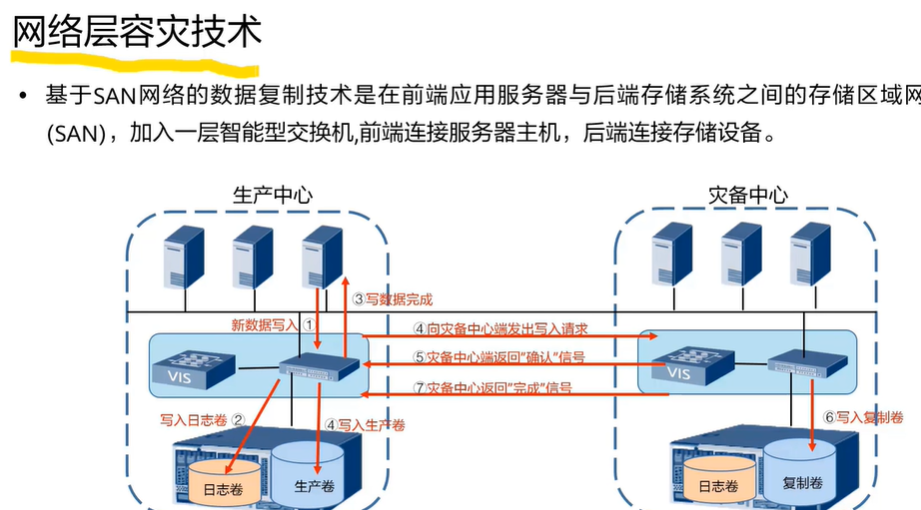 网络层容灾技术
• 基于SAN网络的数据复制技术是在前端应用服务器与后端存储系统之间的存储区域网
(SAN)，加入一层智能型交换机,前端连接服务器主机，后端连接存储设备。
生产中心
灾备中心
③写数据完成
新数据写入 ①
④向灾备中心端发出写入请求
⑤灾备中心端返回“确认”信号
VIS
VIS
⑦灾备中心返回“完成”信号
写入日志卷 ②
④写入生产卷
⑥写入复制卷
日志卷
生产卷
日志卷
复制卷